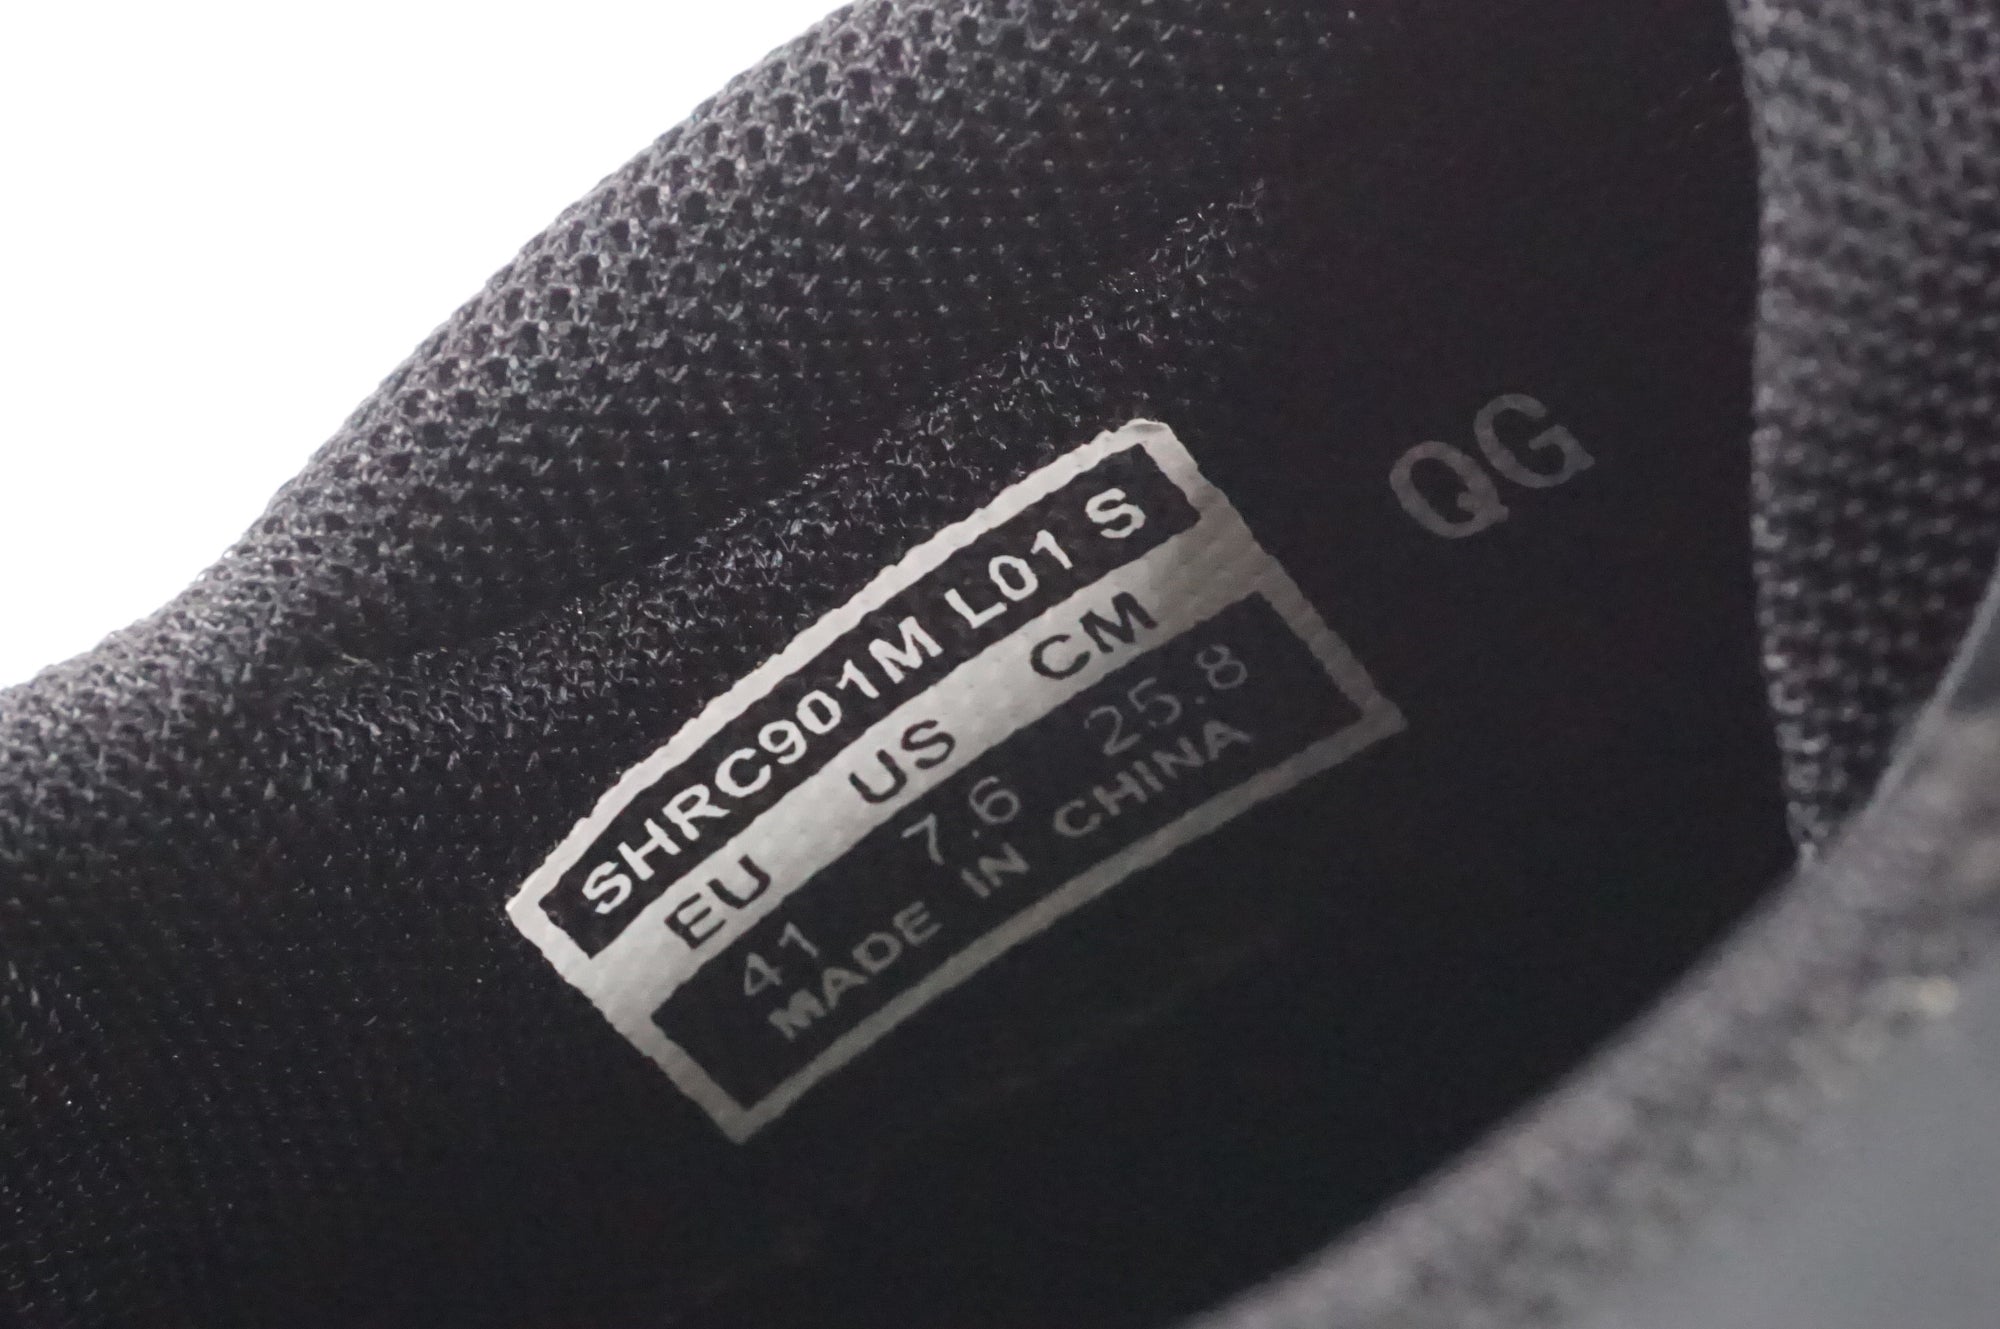 SHRC901M L01 S
EU US CM
41 7.6 25.8
MADE IN CHINA
QG